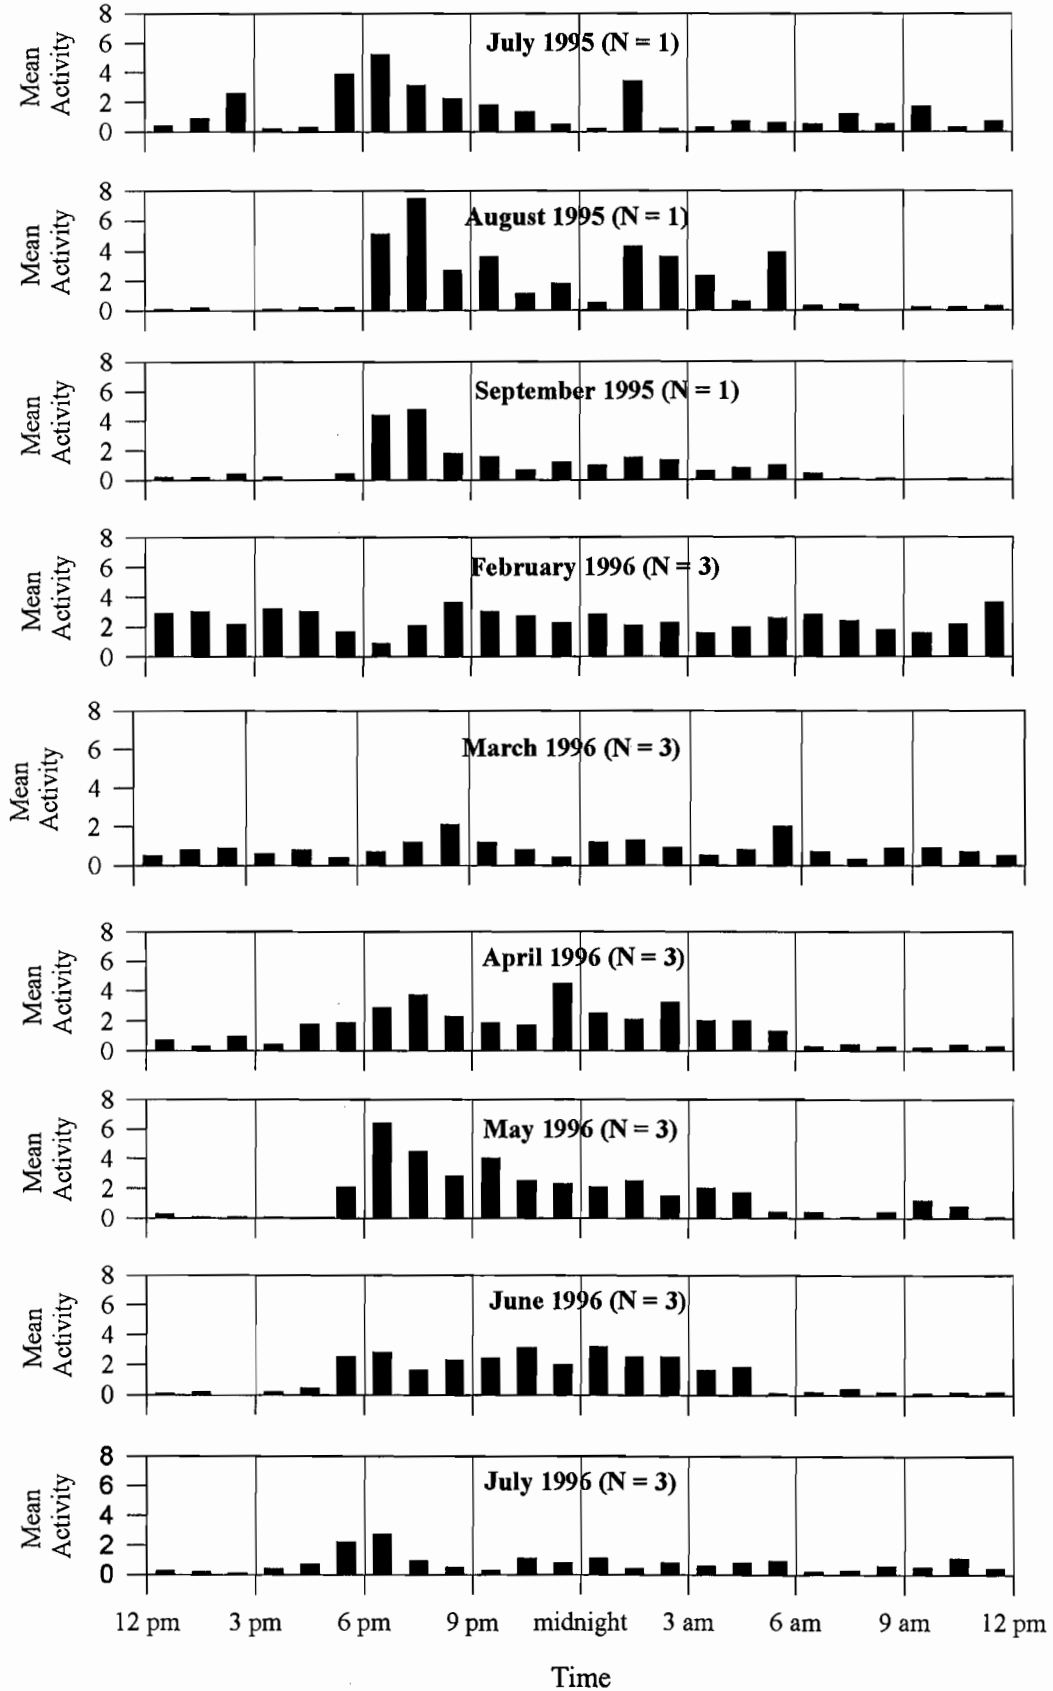 8
July 1995 (N = 1)
6
4
2
0
Mean
Activity
8
August 1995 (N = 1)
6
4
2
0
Mean
Activity
8
September 1995 (N = 1)
6
4
2
0
Mean
Activity
8
February 1996 (N = 3)
6
4
2
0
Mean
Activity
8
March 1996 (N = 3)
6
4
2
0
Mean
Activity
8
April 1996 (N = 3)
6
4
2
0
Mean
Activity
8
May 1996 (N = 3)
6
4
2
0
Mean
Activity
8
June 1996 (N = 3)
6
4
2
0
Mean
Activity
8
July 1996 (N = 3)
6
4
2
0
Mean
Activity
12 pm 3 pm 6 pm 9 pm midnight 3 am 6 am 9 am 12 pm
Time